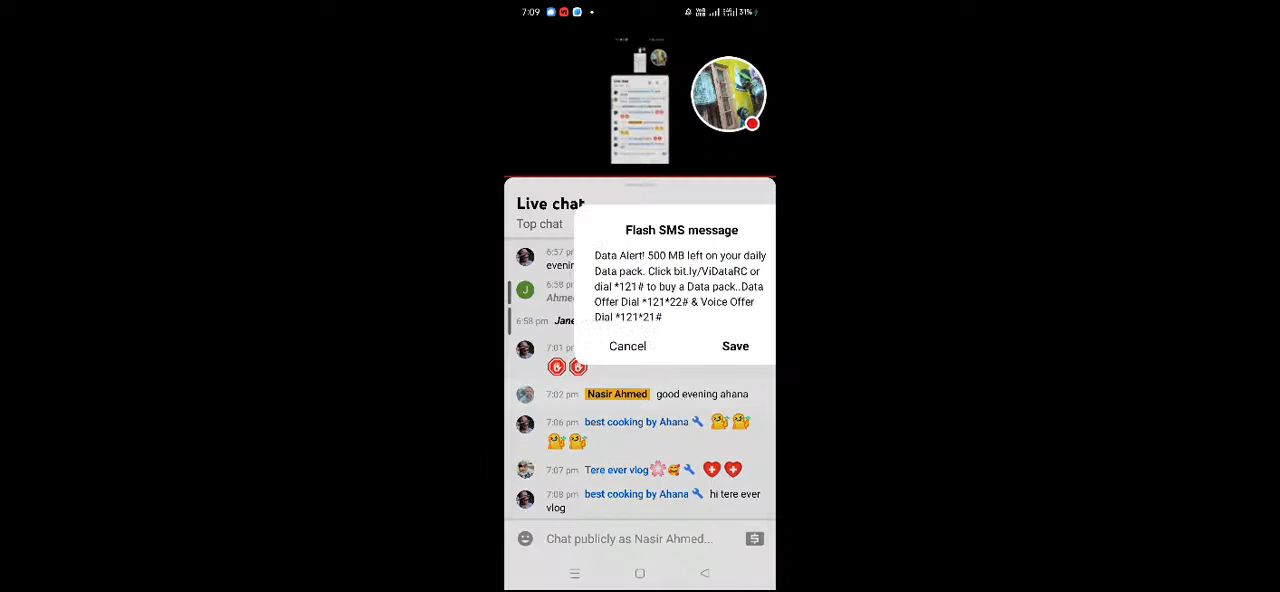 7:09
31%
Live chat
Top chat
Flash SMS message
Data Alert! 500 MB left on your daily
Data pack. Click bit.ly/ViDataRC or
dial *121# to buy a Data pack..Data
Offer Dial *121*22# & Voice Offer
Dial *121*21#
Cancel
Save
6:57 pm
evenin
6:58 pm
Ahmed
6:58 pm Jane
7:01 pm
7:02 pm Nasir Ahmed good evening ahana
7:06 pm best cooking by Ahana
7:07 pm Tere ever vlog
7:08 pm best cooking by Ahana hi tere ever
vlog
Chat publicly as Nasir Ahmed...